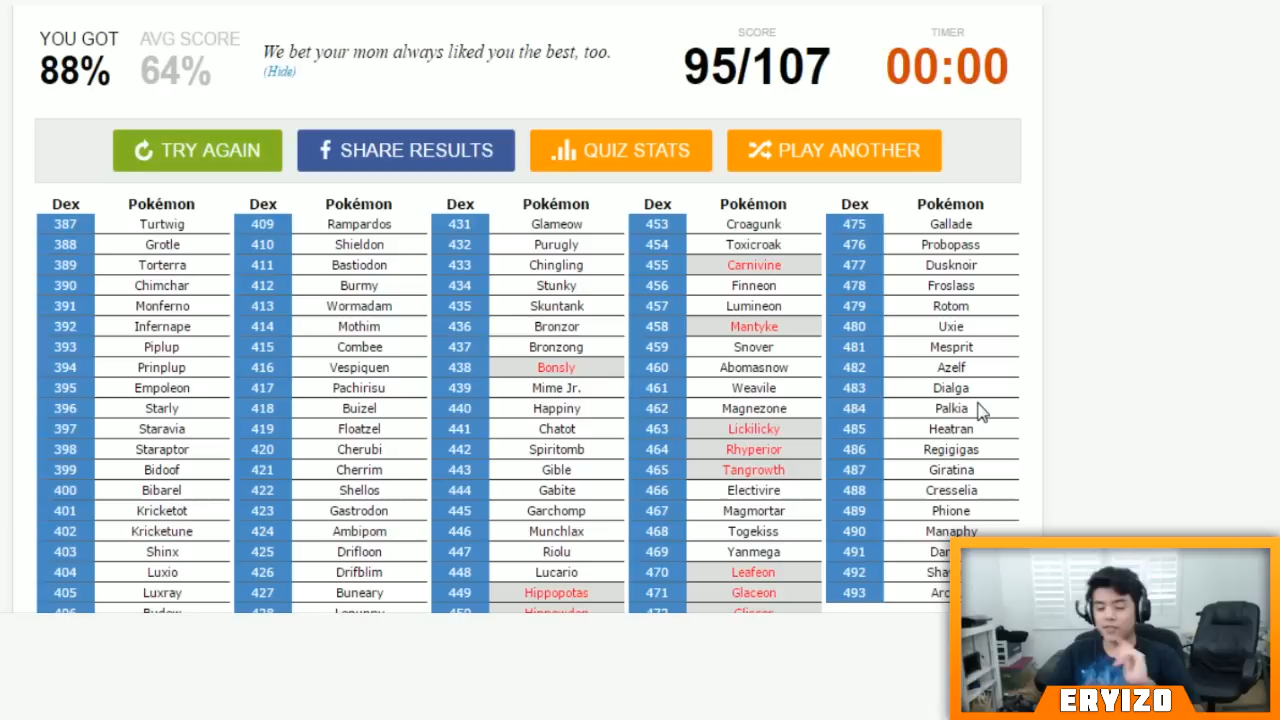 YOU GOT
88%
AVG SCORE
64%
We bet your mom always liked you the best, too.
(Hide)
SCORE
95/107
TIMER
00:00
TRY AGAIN
SHARE RESULTS
QUIZ STATS
PLAY ANOTHER
Dex Pokémon Dex Pokémon Dex Pokémon Dex Pokémon Dex Pokémon
387 Turtwig 409 Rampardos 431 Glameow 453 Croagunk 475 Gallade
388 Grotle 410 Shieldon 432 Purugly 454 Toxicroak 476 Probopass
389 Torterra 411 Bastiodon 433 Chingling 455 Carnivine 477 Dusknoir
390 Chimchar 412 Burmy 434 Stunky 456 Finneon 478 Froslass
391 Monferno 413 Wormadam 435 Skuntank 457 Lumineon 479 Rotom
392 Infernape 414 Mothim 436 Bronzor 458 Mantyke 480 Uxie
393 Piplup 415 Combee 437 Bronzong 459 Snover 481 Mesprit
394 Prinplup 416 Vespiquen 438 Bonsly 460 Abomasnow 482 Azelf
395 Empoleon 417 Pachirisu 439 Mime Jr. 461 Weavile 483 Dialga
396 Starly 418 Buizel 440 Happiny 462 Magnezone 484 Palkia
397 Staravia 419 Floatzel 441 Chatot 463 Lickilicky 485 Heatran
398 Staraptor 420 Cherubi 442 Spiritomb 464 Rhyperior 486 Regigigas
399 Bidoof 421 Cherrim 443 Gible 465 Tangrowth 487 Giratina
400 Bibarel 422 Shellos 444 Gabite 466 Electivire 488 Cresselia
401 Kricketot 423 Gastrodon 445 Garchomp 467 Magmortar 489 Phione
402 Kricketune 424 Ambipom 446 Munchlax 468 Togekiss 490 Manaphy
403 Shinx 425 Drifloon 447 Riolu 469 Yanmega 491
404 Luxio 426 Drifblim 448 Lucario 470 Leafeon 492
405 Luxray 427 Buneary 449 Hippopotas 471 Glaceon 493
ERYIZO